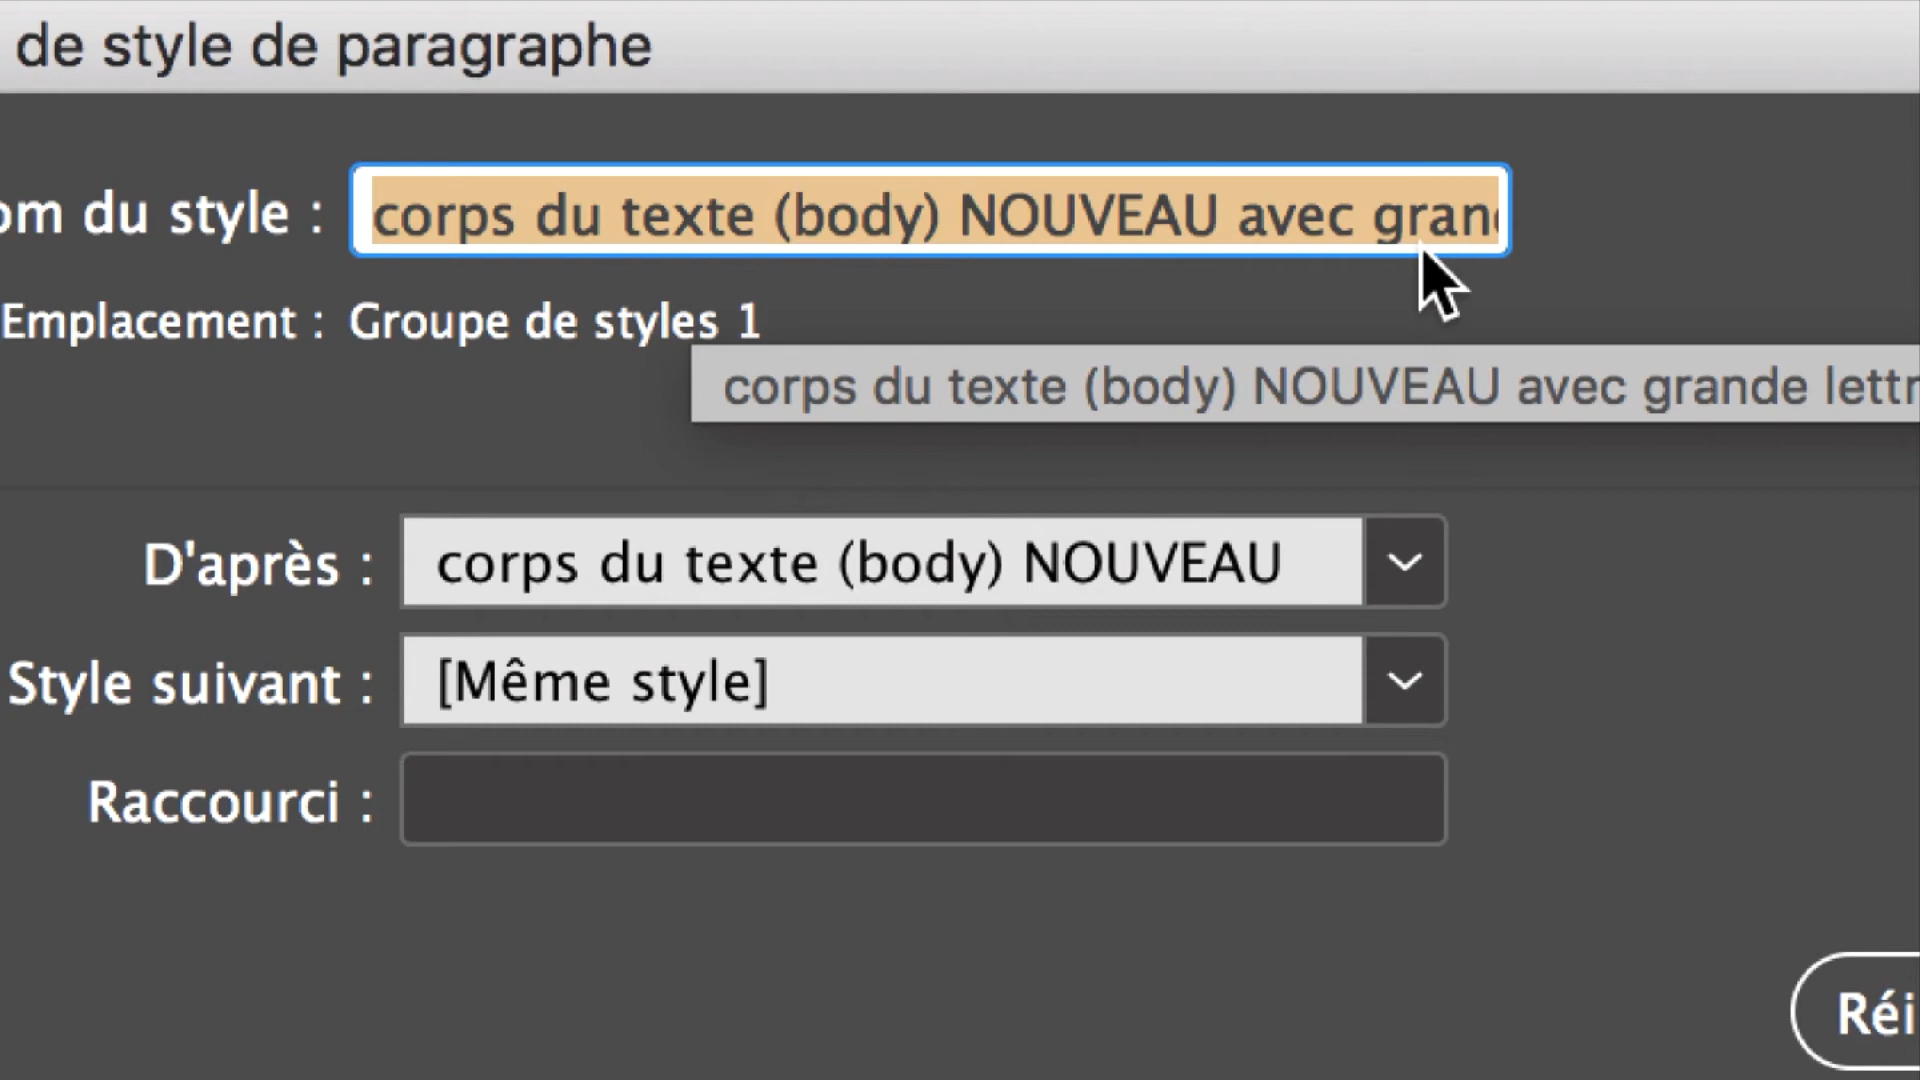 de style de paragraphe
om du style : corps du texte (body) NOUVEAU avec grand
Emplacement : Groupe de styles 1
corps du texte (body) NOUVEAU avec grande lettr
D'après : corps du texte (body) NOUVEAU
Style suivant : [Même style]
Raccourci :
Réi